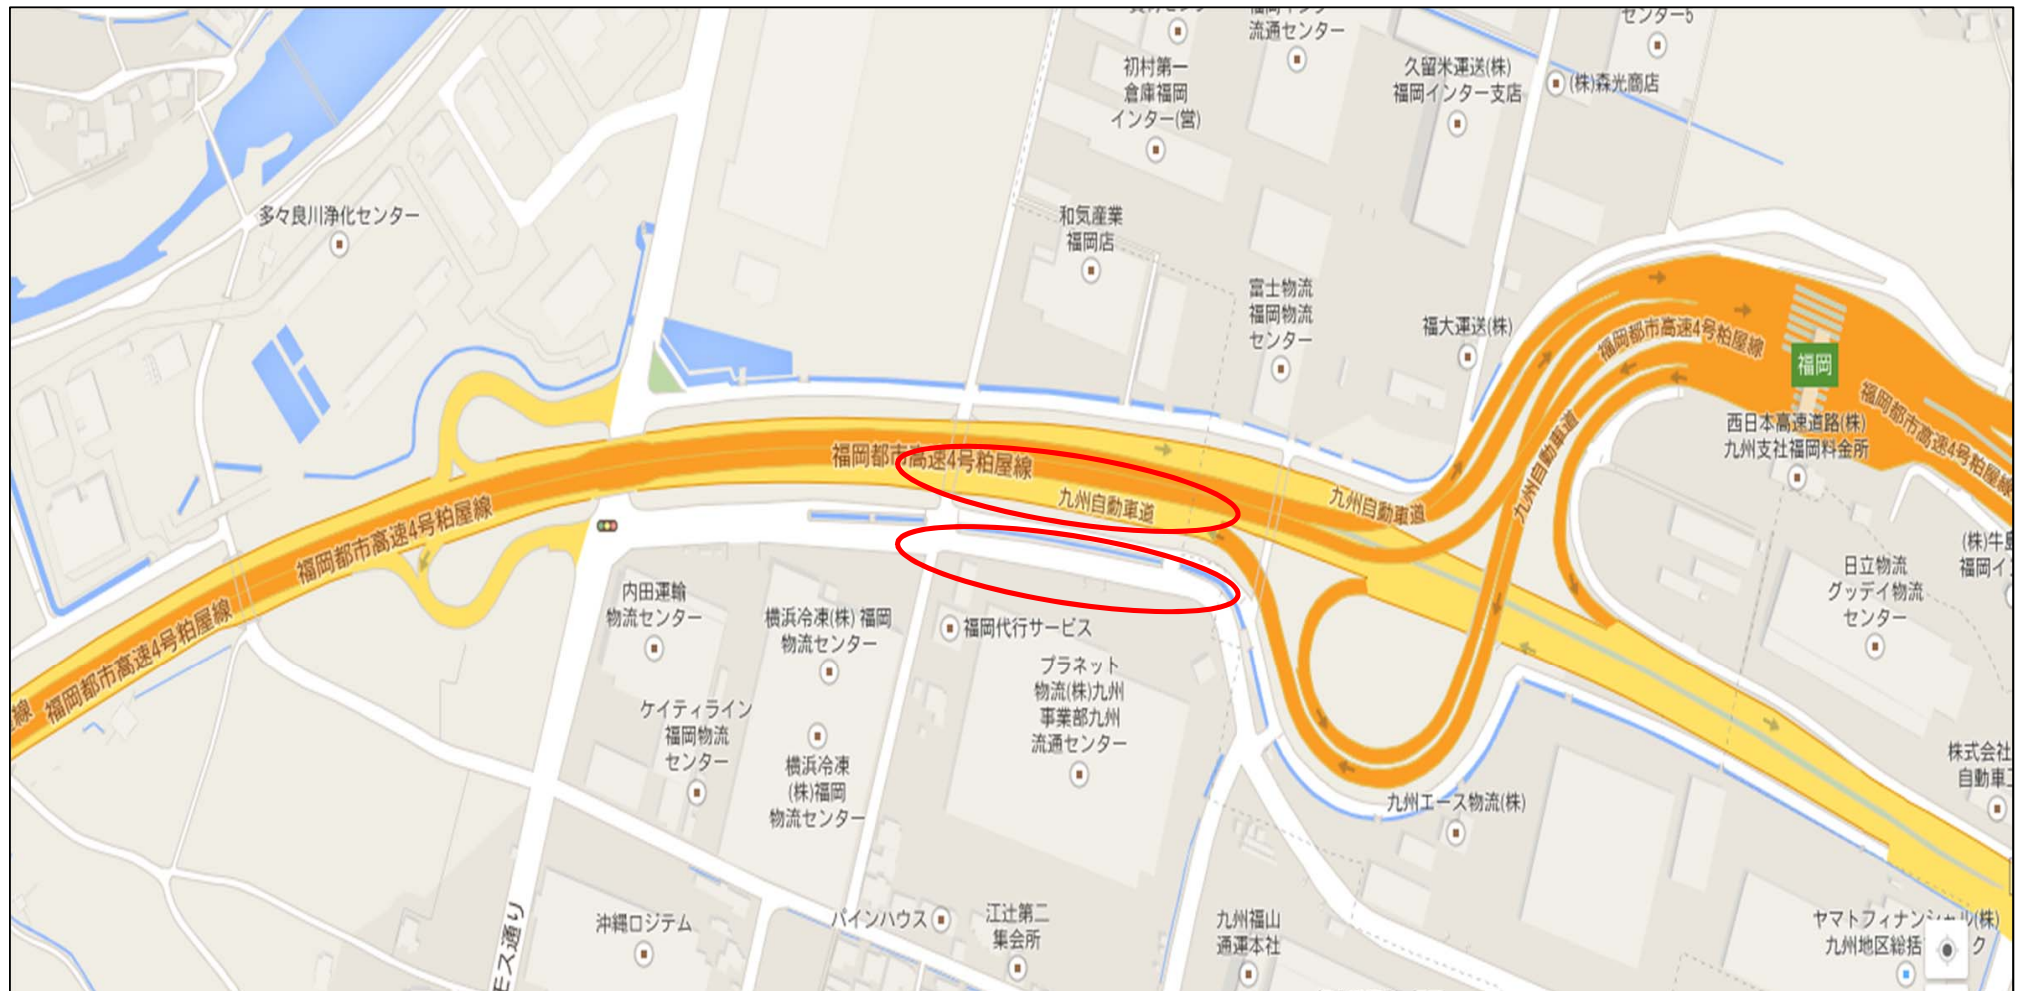 流通センター
センター5
初村第一
倉庫福岡
インター(営)
久留米運送(株)
福岡インター支店
(株)森光商店
多々良川浄化センター
和気産業
福岡店
富士物流
福岡物流
センター
福大運送(株)
福岡都市高速4号粕屋線
福岡
福岡都市高速4号粕屋線
西日本高速道路(株)
九州支社福岡料金所
福岡都市高速4号粕屋線
九州自動車道
九州自動車道
九州自動車道
福岡都市高速4号粕屋線
福岡都市高速4号粕屋線
線
(株)牛島
福岡イン
日立物流
グッデイ物流
センター
内田運輸
物流センター
横浜冷凍(株) 福岡
物流センター
福岡代行サービス
プラネット
物流(株)九州
事業部九州
流通センター
ケイティライン
福岡物流
センター
横浜冷凍
(株)福岡
物流センター
九州エース物流(株)
株式会社
自動車工
沖縄ロジテム
パインハウス
江辻第二
集会所
九州福山
通運本社
ヤマトフィナンシャル(株)
九州地区総括
ク
モス通り